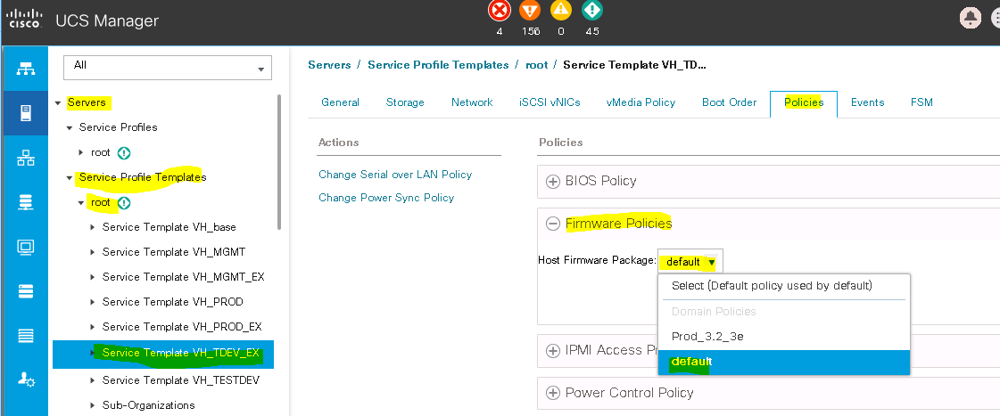 cisco
UCS Manager
4
156
0
45
All
Servers
Service Profiles
root
Service Profile Templates
root
Service Template VH_base
Service Template VH_MGMT
Service Template VH_MGMT_EX
Service Template VH_PROD
Service Template VH_PROD_EX
Service Template VH_TDEV_EX
Service Template VH_TESTDEV
Sub-Organizations
Servers / Service Profile Templates / root / Service Template VH_TD...
General Storage Network iSCSI vNICs vMedia Policy Boot Order Policies Events FSM
Actions
Change Serial over LAN Policy
Change Power Sync Policy
Policies
BIOS Policy
Firmware Policies
Host Firmware Package: default
Select (Default policy used by default)
Domain Policies
Prod_3.2_3e
default
IPMI Access Pr
Power Control Policy